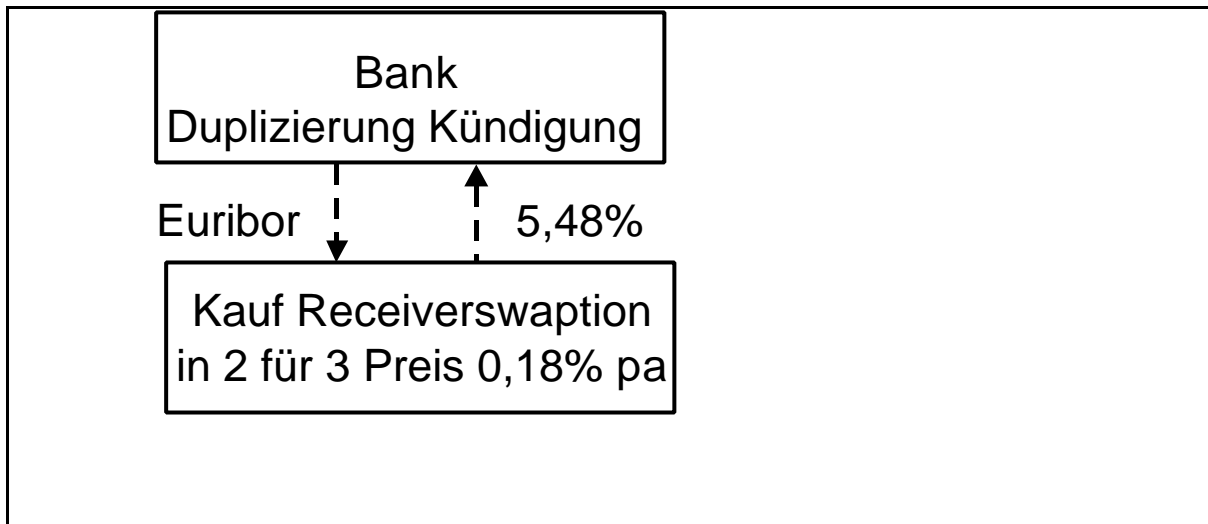 Bank
Duplizierung Kündigung
Euribor 5,48%
Kauf Receiverswaption
in 2 für 3 Preis 0,18% pa